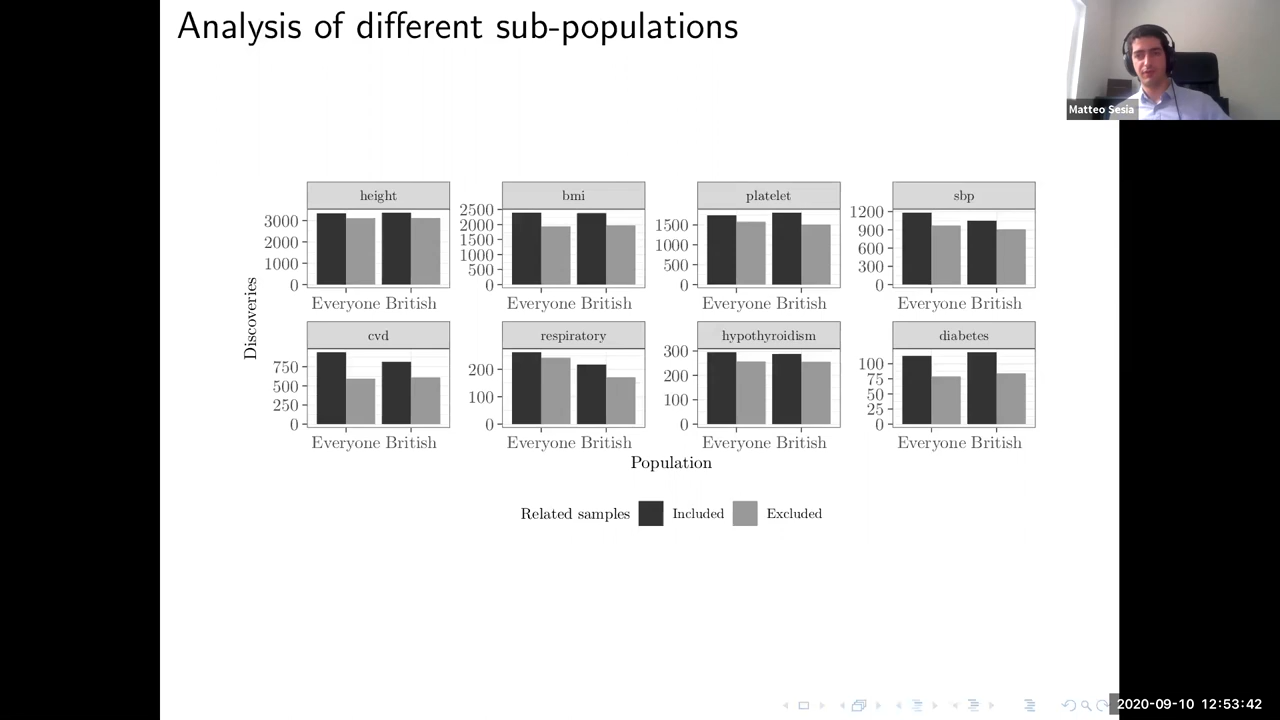 Analysis of different sub-populations
Matteo Sesia
height
bmi
platelet
sbp
3000
2000
1000
0
2500
2000
1500
1000
500
0
1500
1000
500
0
1200
900
600
300
0
Everyone British
Everyone British
Everyone British
Everyone British
Discoveries
cvd
respiratory
hypothyroidism
diabetes
750
500
250
0
200
100
0
300
200
100
0
100
75
50
25
0
Everyone British
Everyone British
Everyone British
Everyone British
Population
Related samples Included Excluded
2020-09-10 12:53:42